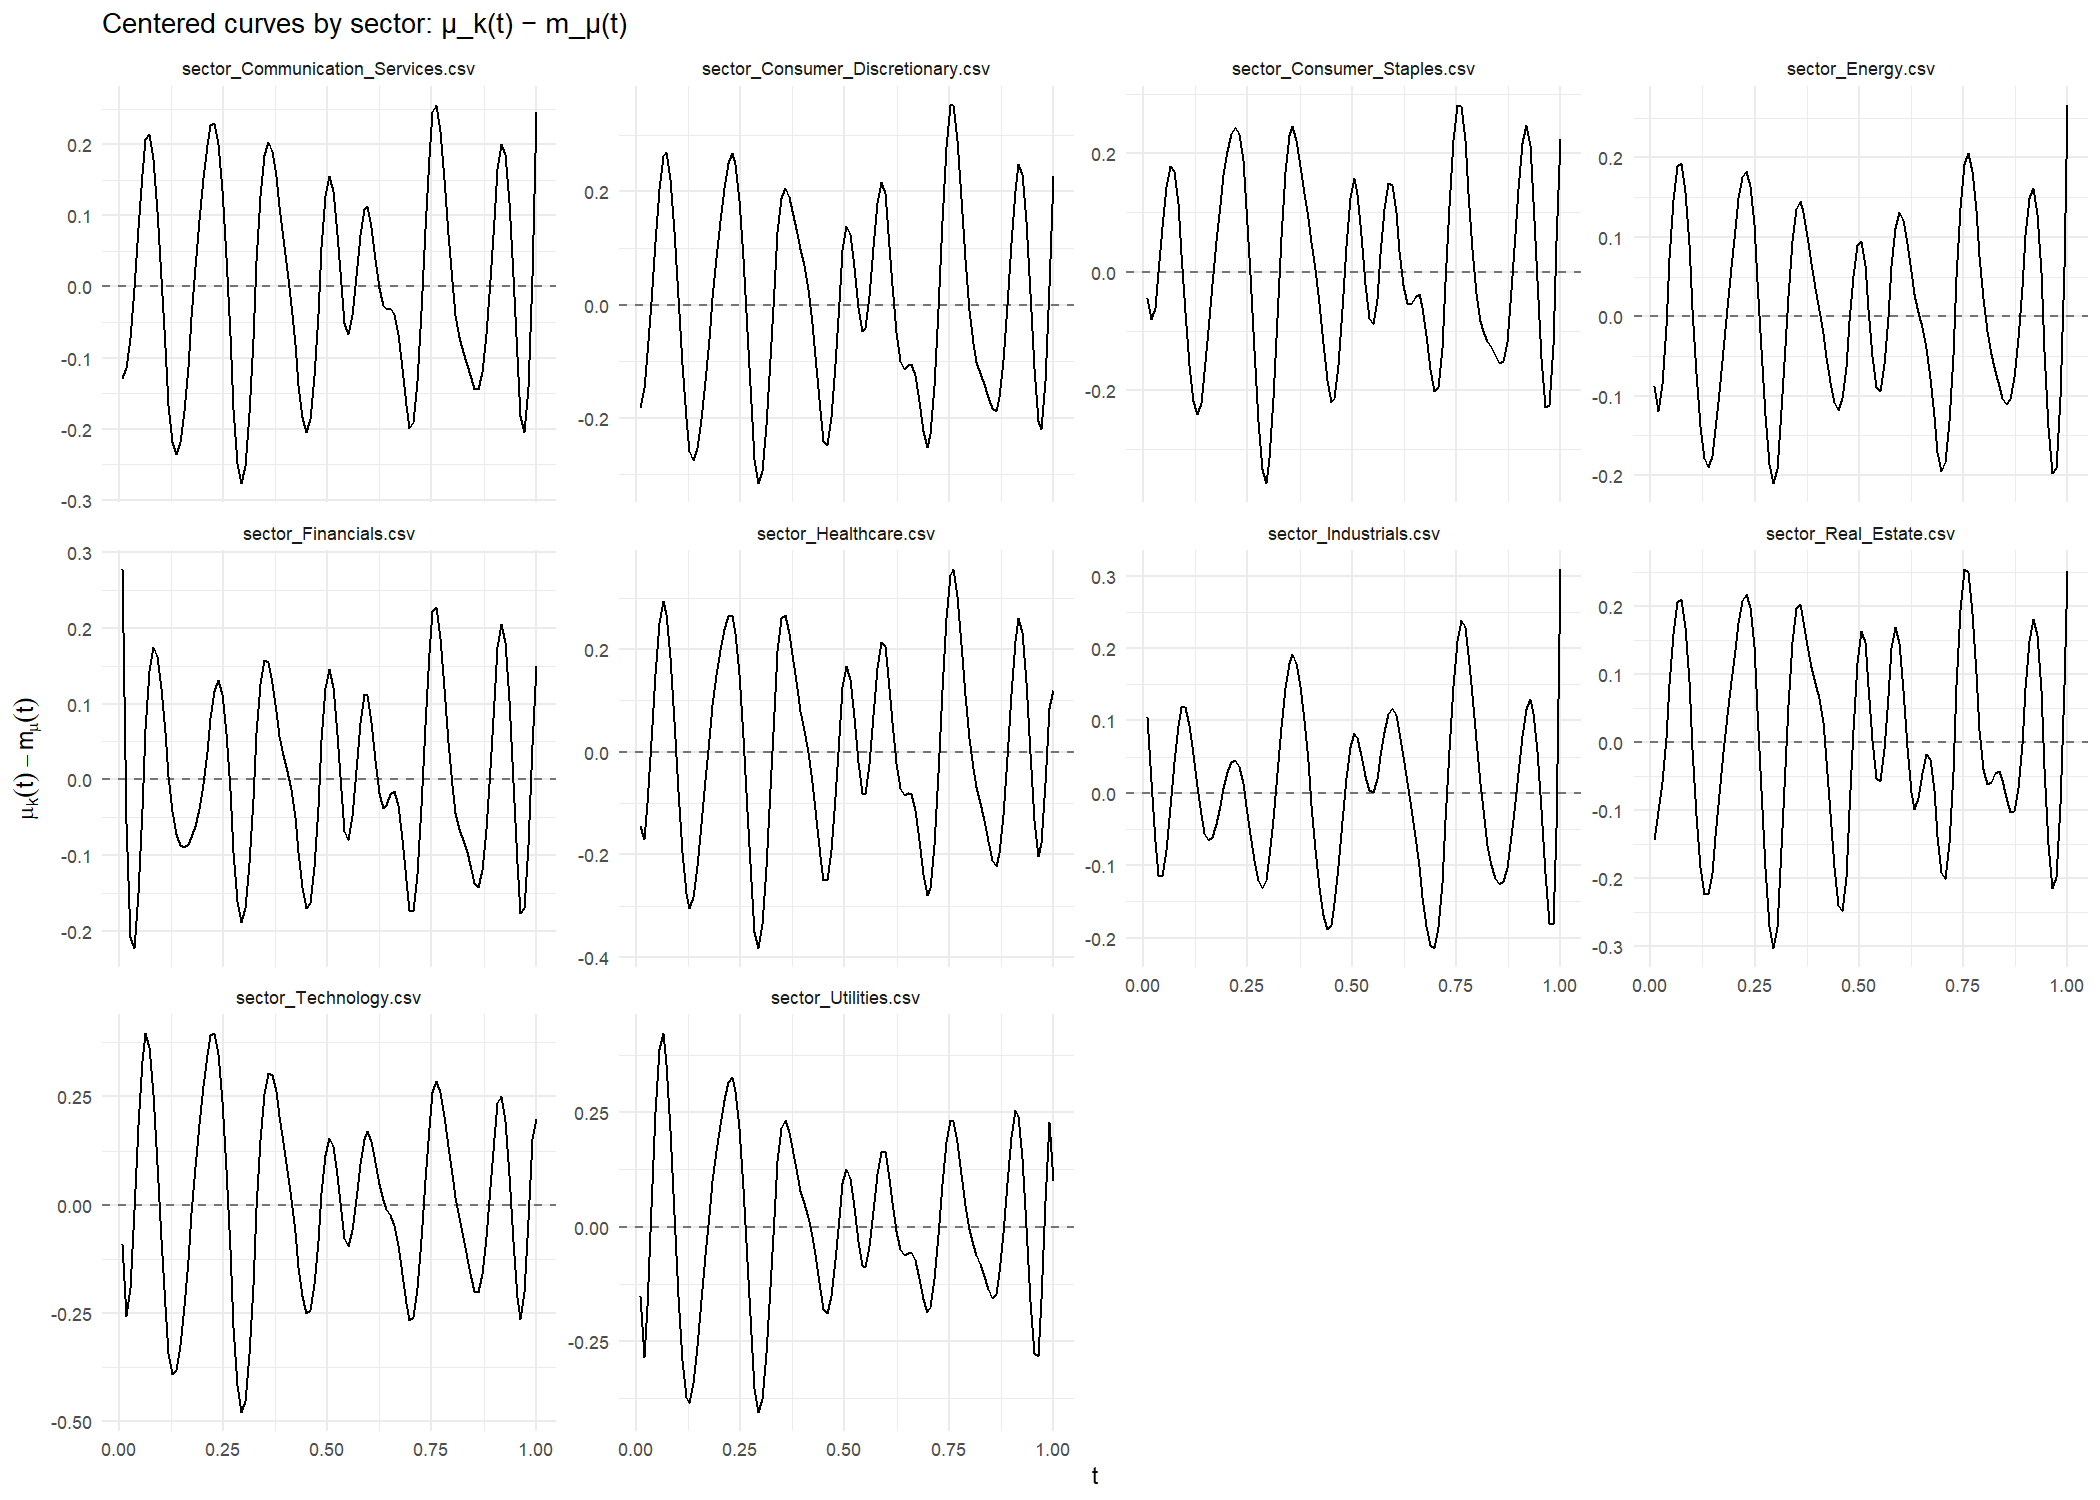 Centered curves by sector: μ_k(t) − m_μ(t)
sector_Communication_Services.csv
sector_Consumer_Discretionary.csv
sector_Consumer_Staples.csv
sector_Energy.csv
0.2
0.1
0.0
-0.1
-0.2
-0.3
0.2
0.0
-0.2
0.2
0.0
-0.2
0.2
0.1
0.0
-0.1
-0.2
sector_Financials.csv
sector_Healthcare.csv
sector_Industrials.csv
sector_Real_Estate.csv
0.3
0.2
0.1
0.0
-0.1
-0.2
0.2
0.0
-0.2
-0.4
0.3
0.2
0.1
0.0
-0.1
-0.2
0.2
0.1
0.0
-0.1
-0.2
-0.3
0.00 0.25 0.50 0.75 1.00
0.00 0.25 0.50 0.75 1.00
sector_Technology.csv
sector_Utilities.csv
0.25
0.00
-0.25
-0.50
0.25
0.00
-0.25
0.00 0.25 0.50 0.75 1.00
0.00 0.25 0.50 0.75 1.00
μk(t) − mμ(t)
t